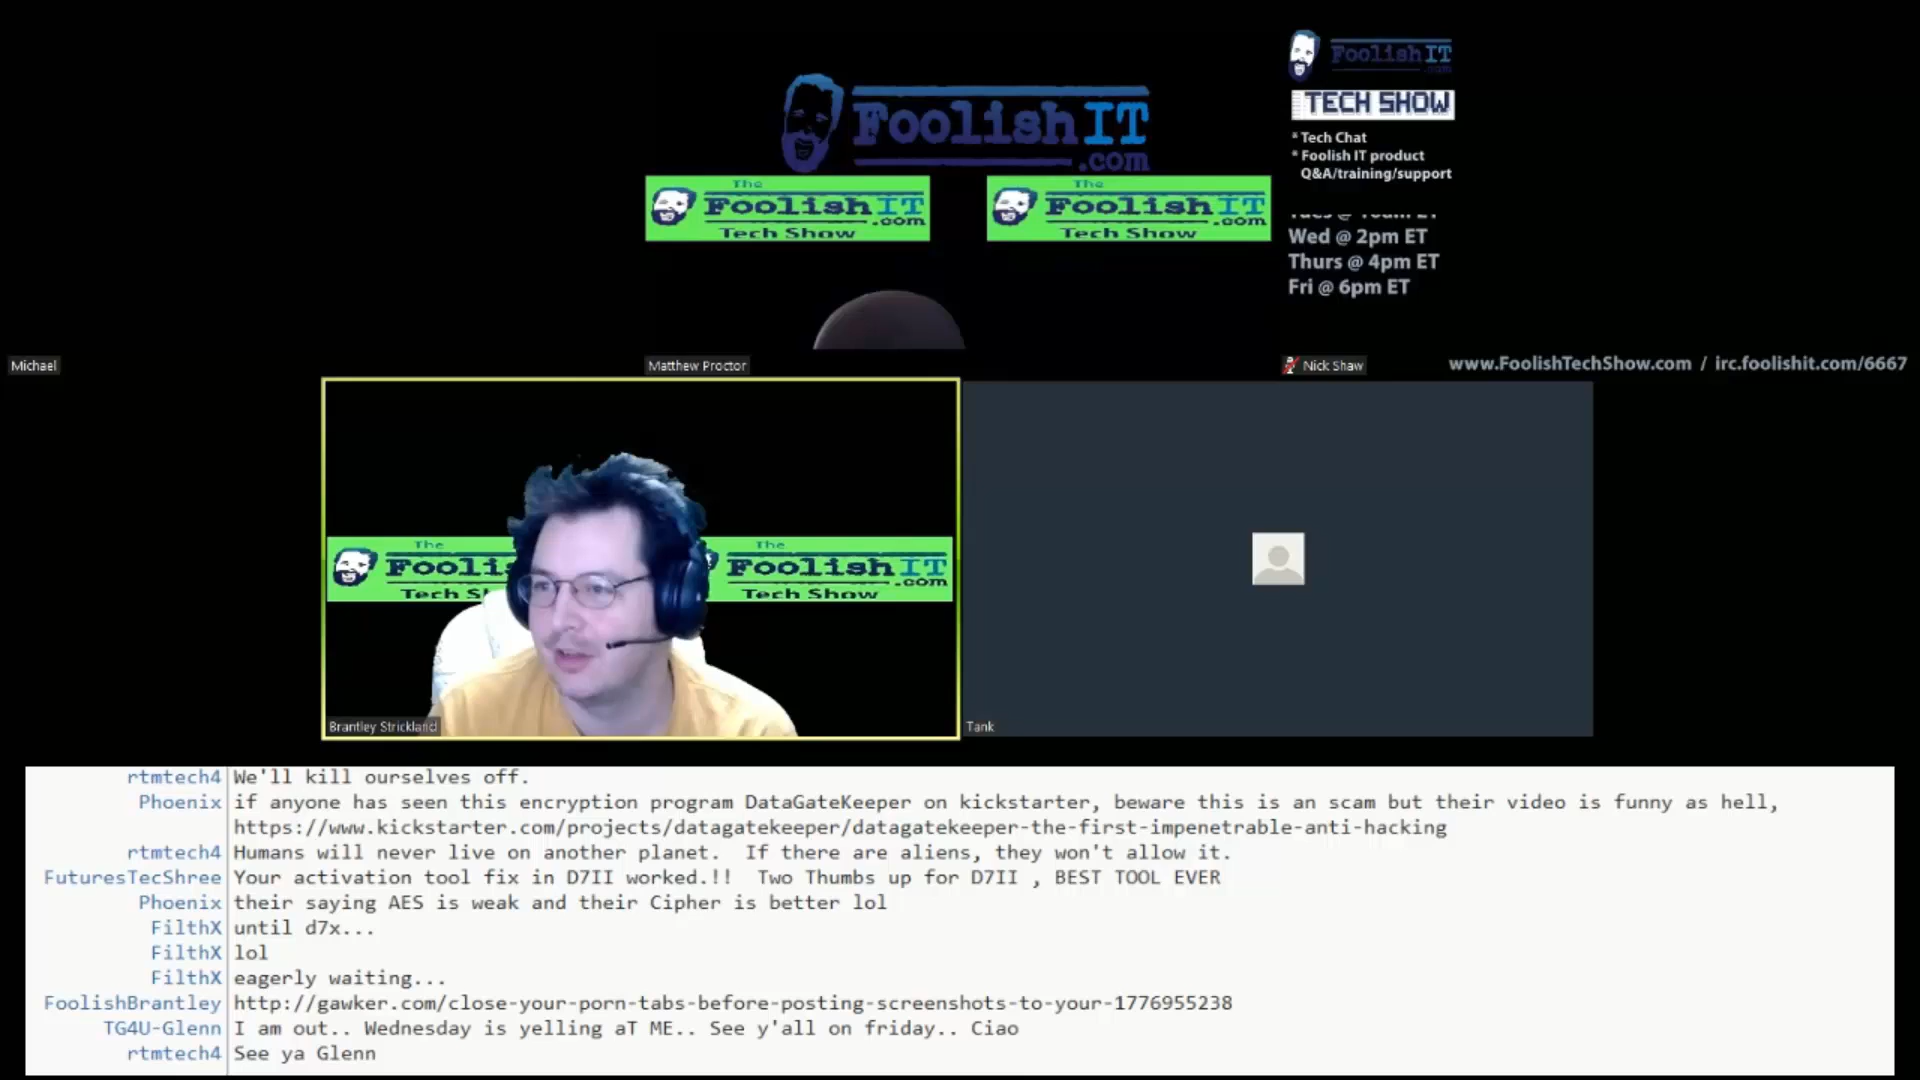 FoolishIT
.com
FoolishIT
.com
TECH SHOW
* Tech Chat
* Foolish IT product
Q&A/training/support
The
FoolishIT
.com
Tech Show
The
FoolishIT
.com
Tech Show
Wed @ 2pm ET
Thurs @ 4pm ET
Fri @ 6pm ET
Michael
Matthew Proctor
Nick Shaw
www.FoolishTechShow.com / irc.foolishit.com/6667
The
Foolis
Tech S
The
FoolishIT
.com
Tech Show
Brantley Strickland
Tank
rtmtech4 We'll kill ourselves off.
Phoenix if anyone has seen this encryption program DataGateKeeper on kickstarter, beware this is an scam but their video is funny as hell,
https://www.kickstarter.com/projects/datagatekeeper/datagatekeeper-the-first-impenetrable-anti-hacking
rtmtech4 Humans will never live on another planet.  If there are aliens, they won't allow it.
FuturesTecShree Your activation tool fix in D7II worked.!!  Two Thumbs up for D7II , BEST TOOL EVER
Phoenix their saying AES is weak and their Cipher is better lol
FilthX until d7x...
FilthX lol
FilthX eagerly waiting...
FoolishBrantley http://gawker.com/close-your-porn-tabs-before-posting-screenshots-to-your-1776955238
TG4U-Glenn I am out.. Wednesday is yelling aT ME.. See y'all on friday.. Ciao
rtmtech4 See ya Glenn